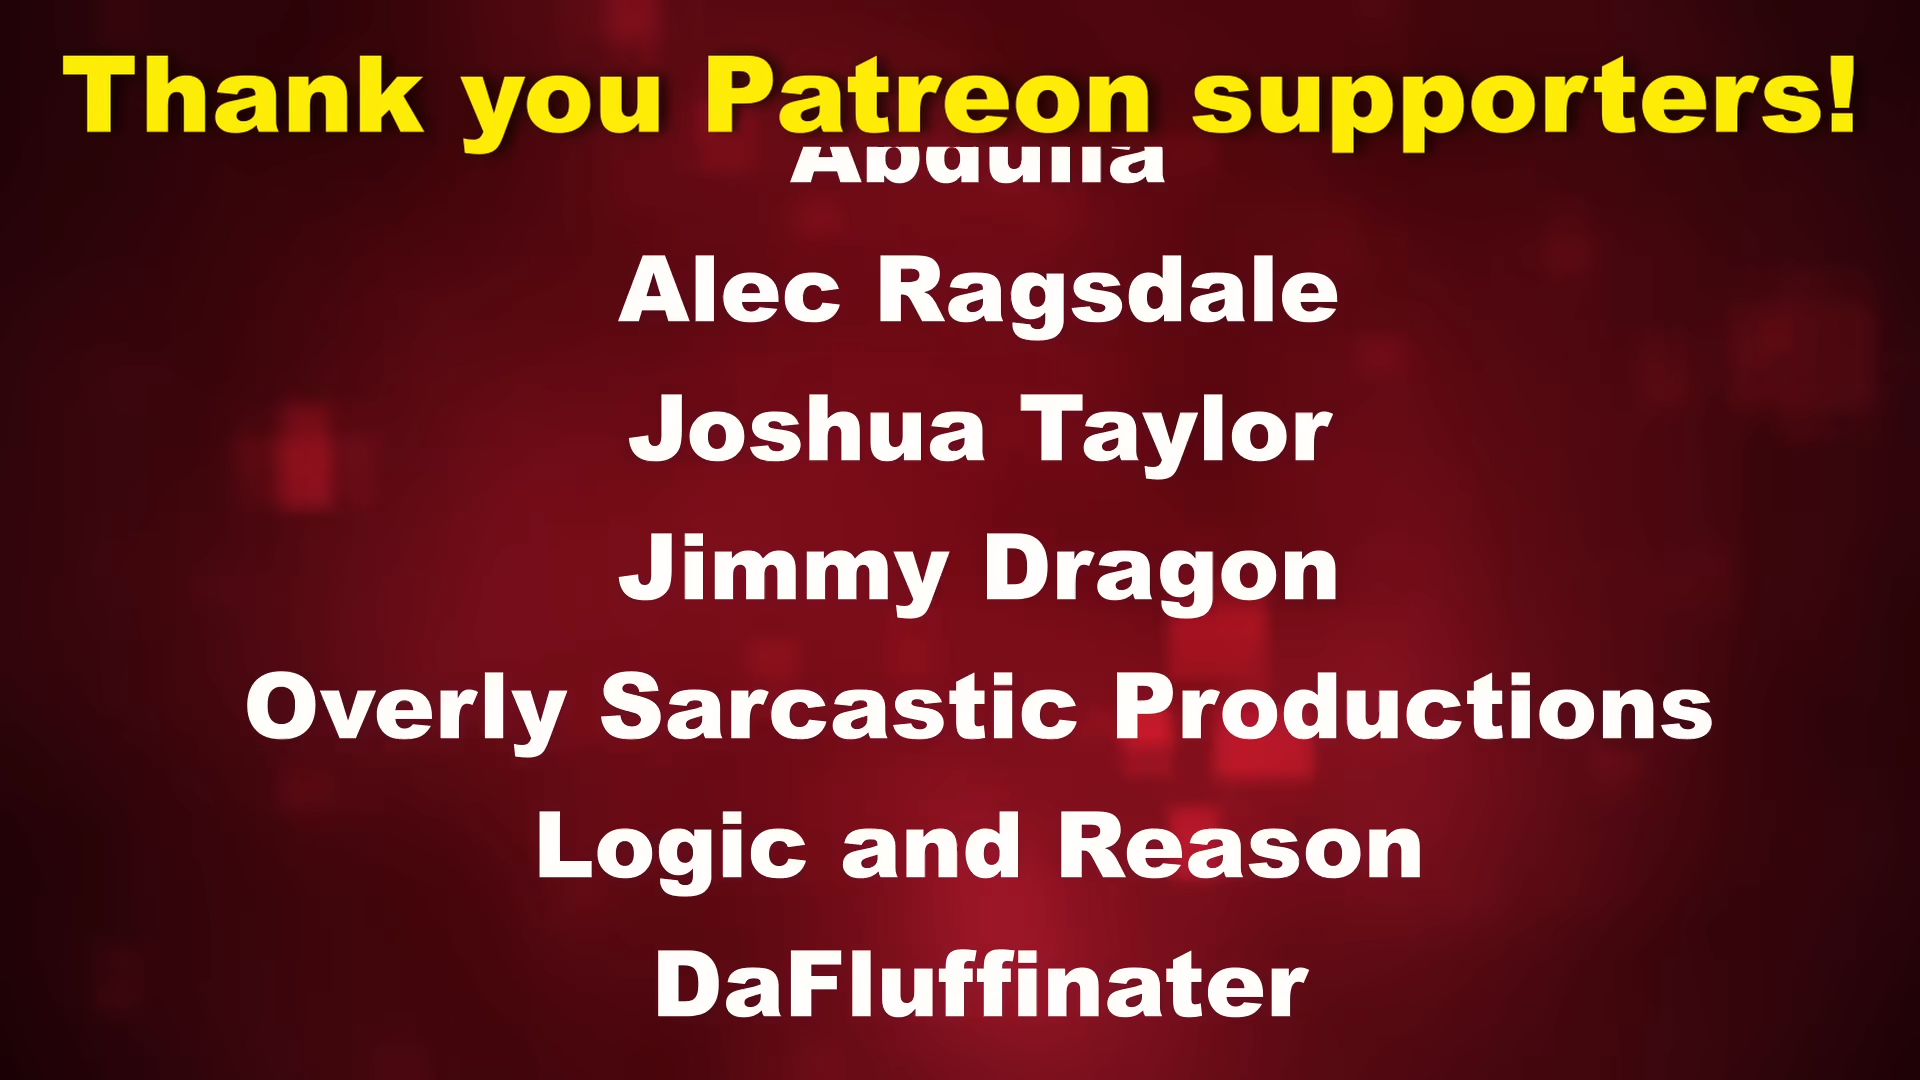 Thank you Patreon supporters!
Alec Ragsdale
Joshua Taylor
Jimmy Dragon
Overly Sarcastic Productions
Logic and Reason
DaFluffinater